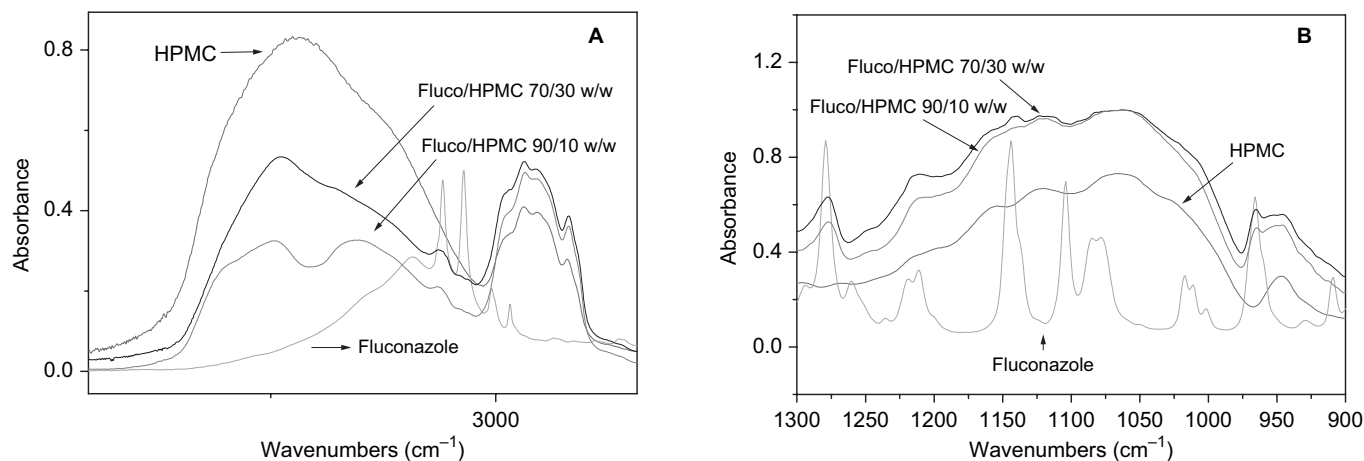 A
0.8
0.4
0.0
Absorbance
HPMC
Fluco/HPMC 70/30 w/w
Fluco/HPMC 90/10 w/w
Fluconazole
3000
Wavenumbers (cm⁻¹)
B
1.2
0.8
0.4
0.0
Absorbance
Fluco/HPMC 70/30 w/w
Fluco/HPMC 90/10 w/w
HPMC
Fluconazole
1300 1250 1200 1150 1100 1050 1000 950 900
Wavenumbers (cm⁻¹)